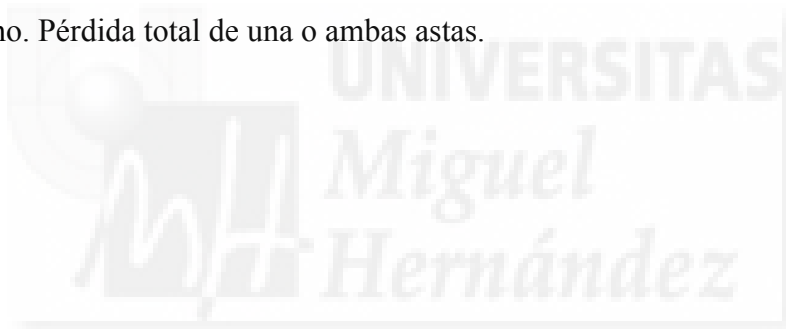 no. Pérdida total de una o ambas astas.
UNIVERSITAS
Miguel
Hernández